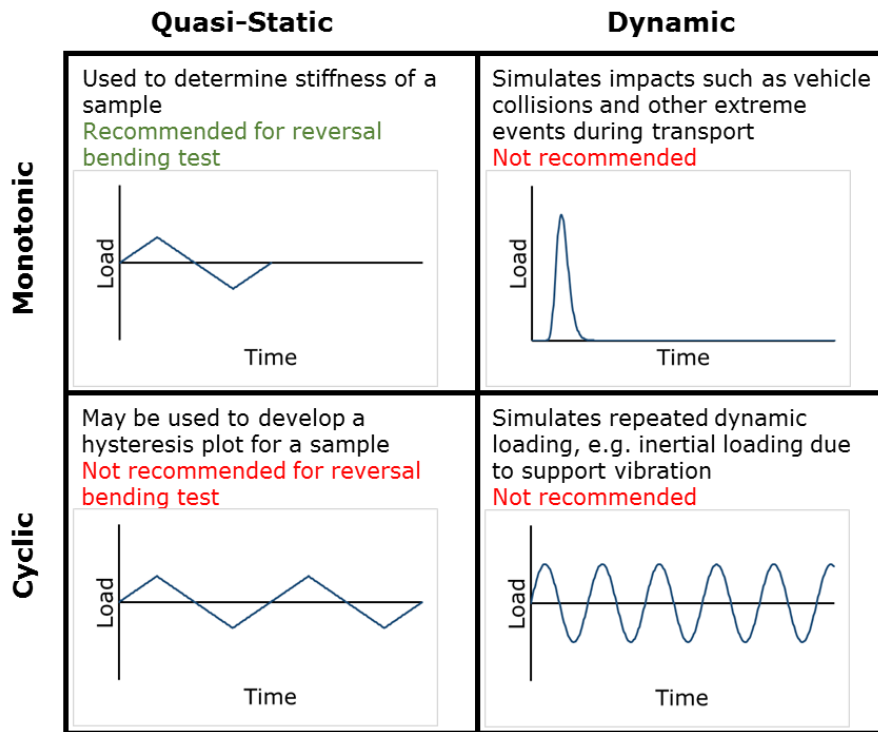 Quasi-Static
Dynamic
Monotonic
Used to determine stiffness of a
sample
Recommended for reversal
bending test
Load
Time
Simulates impacts such as vehicle
collisions and other extreme
events during transport
Not recommended
Load
Time
Cyclic
May be used to develop a
hysteresis plot for a sample
Not recommended for reversal
bending test
Load
Time
Simulates repeated dynamic
loading, e.g. inertial loading due
to support vibration
Not recommended
Load
Time